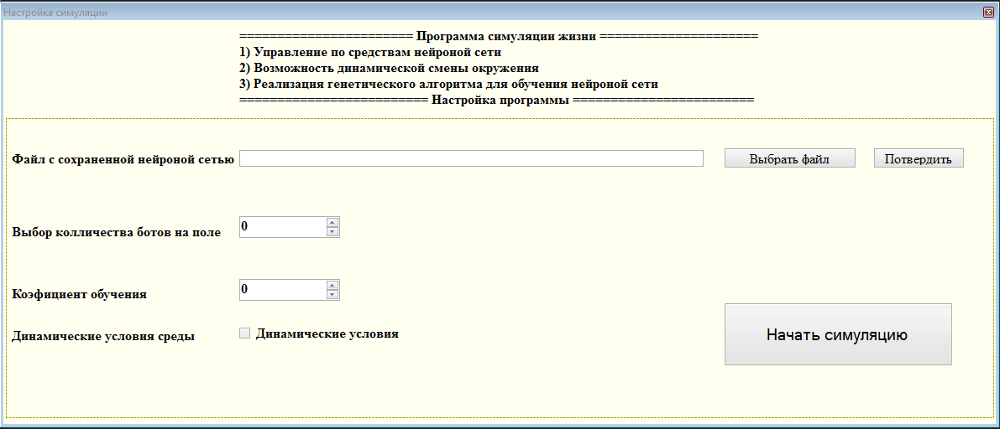 Настройка симуляции
======================= Программа симуляции жизни =====================
1) Управление по средствам нейроной сети
2) Возможность динамической смены окружения
3) Реализация генетического алгоритма для обучения нейроной сети
========================= Настройка программы ========================
Файл с сохраненной нейроной сетью Выбрать файл Потвердить
Выбор колличества ботов на поле 0
Коэфициент обучения 0
Динамические условия среды Динамические условия
Начать симуляцию